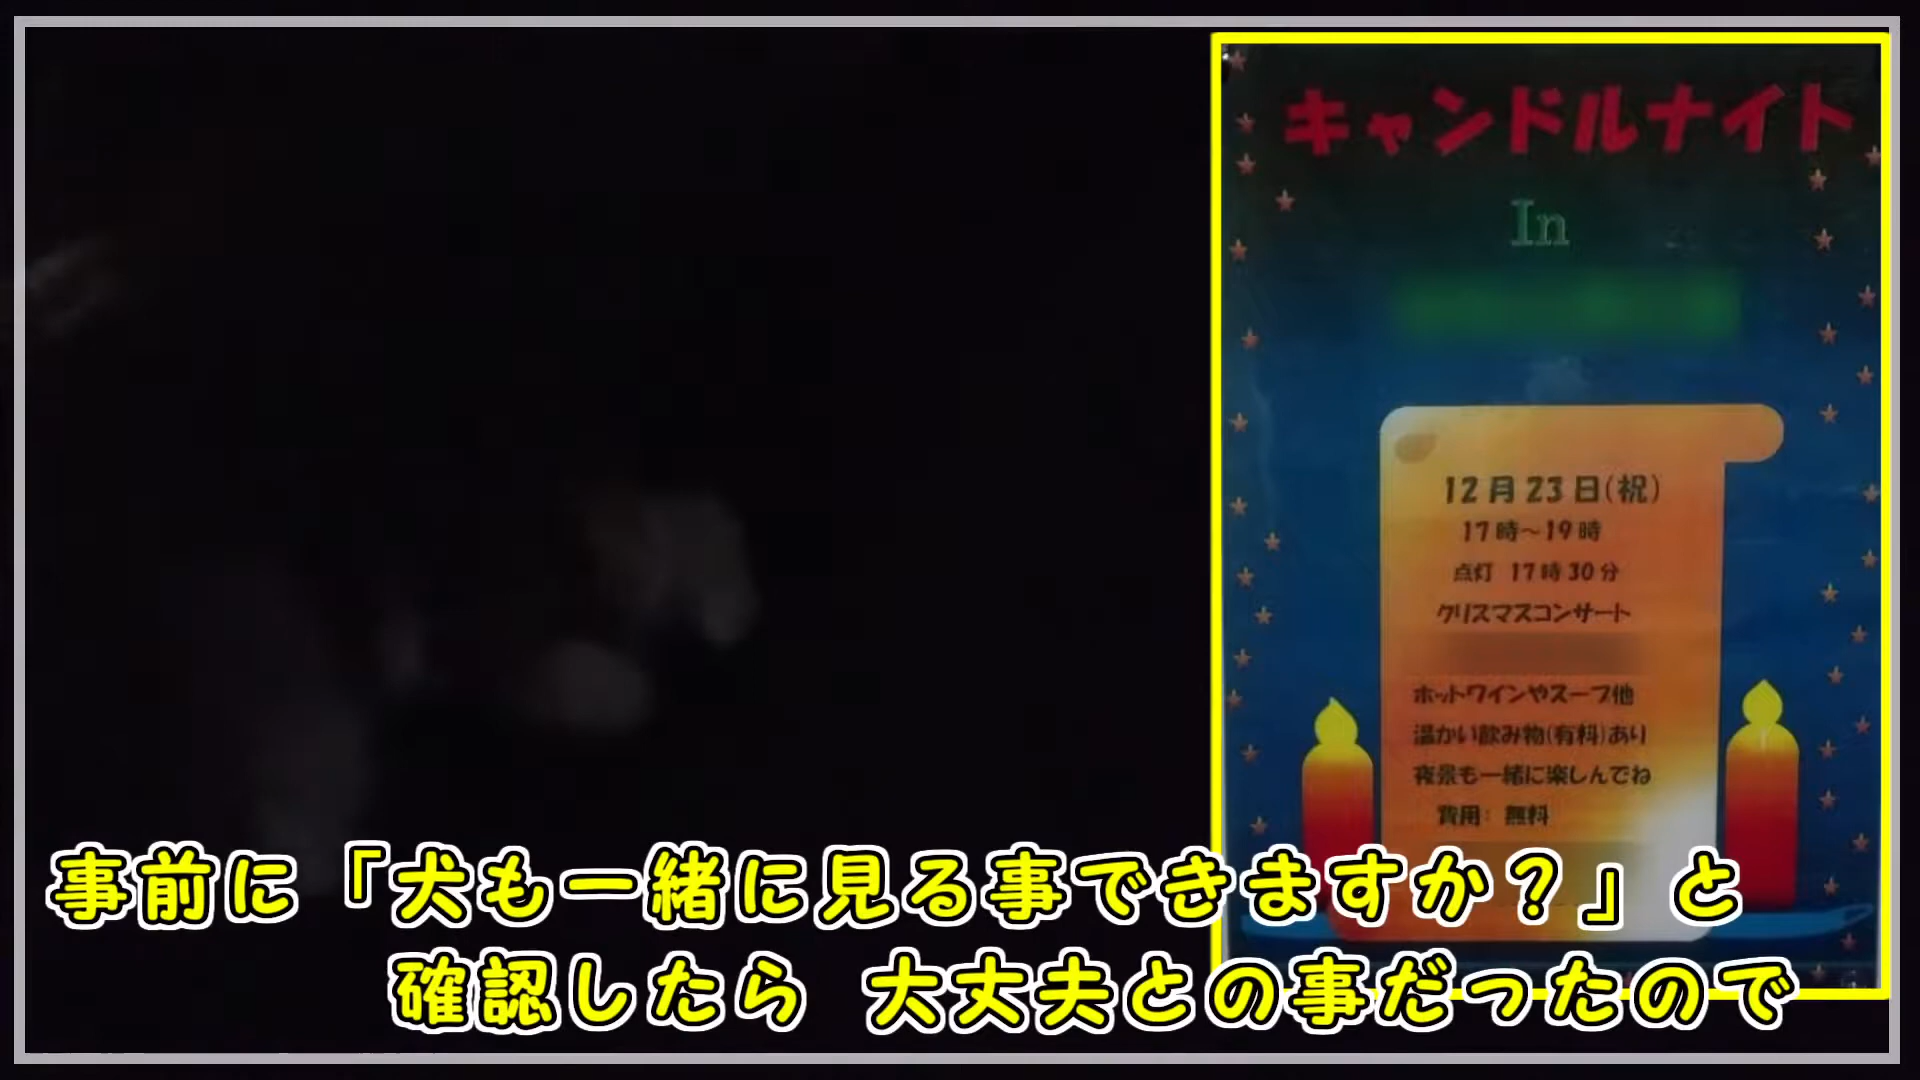 キャンドルナイト
In
12月23日(祝)
17時～19時
点灯 17時30分
クリスマスコンサート
ホットワインやスープ他
温かい飲み物(有料)あり
夜景も一緒に楽しんでね
費用: 無料
事前に「犬も一緒に見る事できますか？」と
確認したら 大丈夫との事だったので